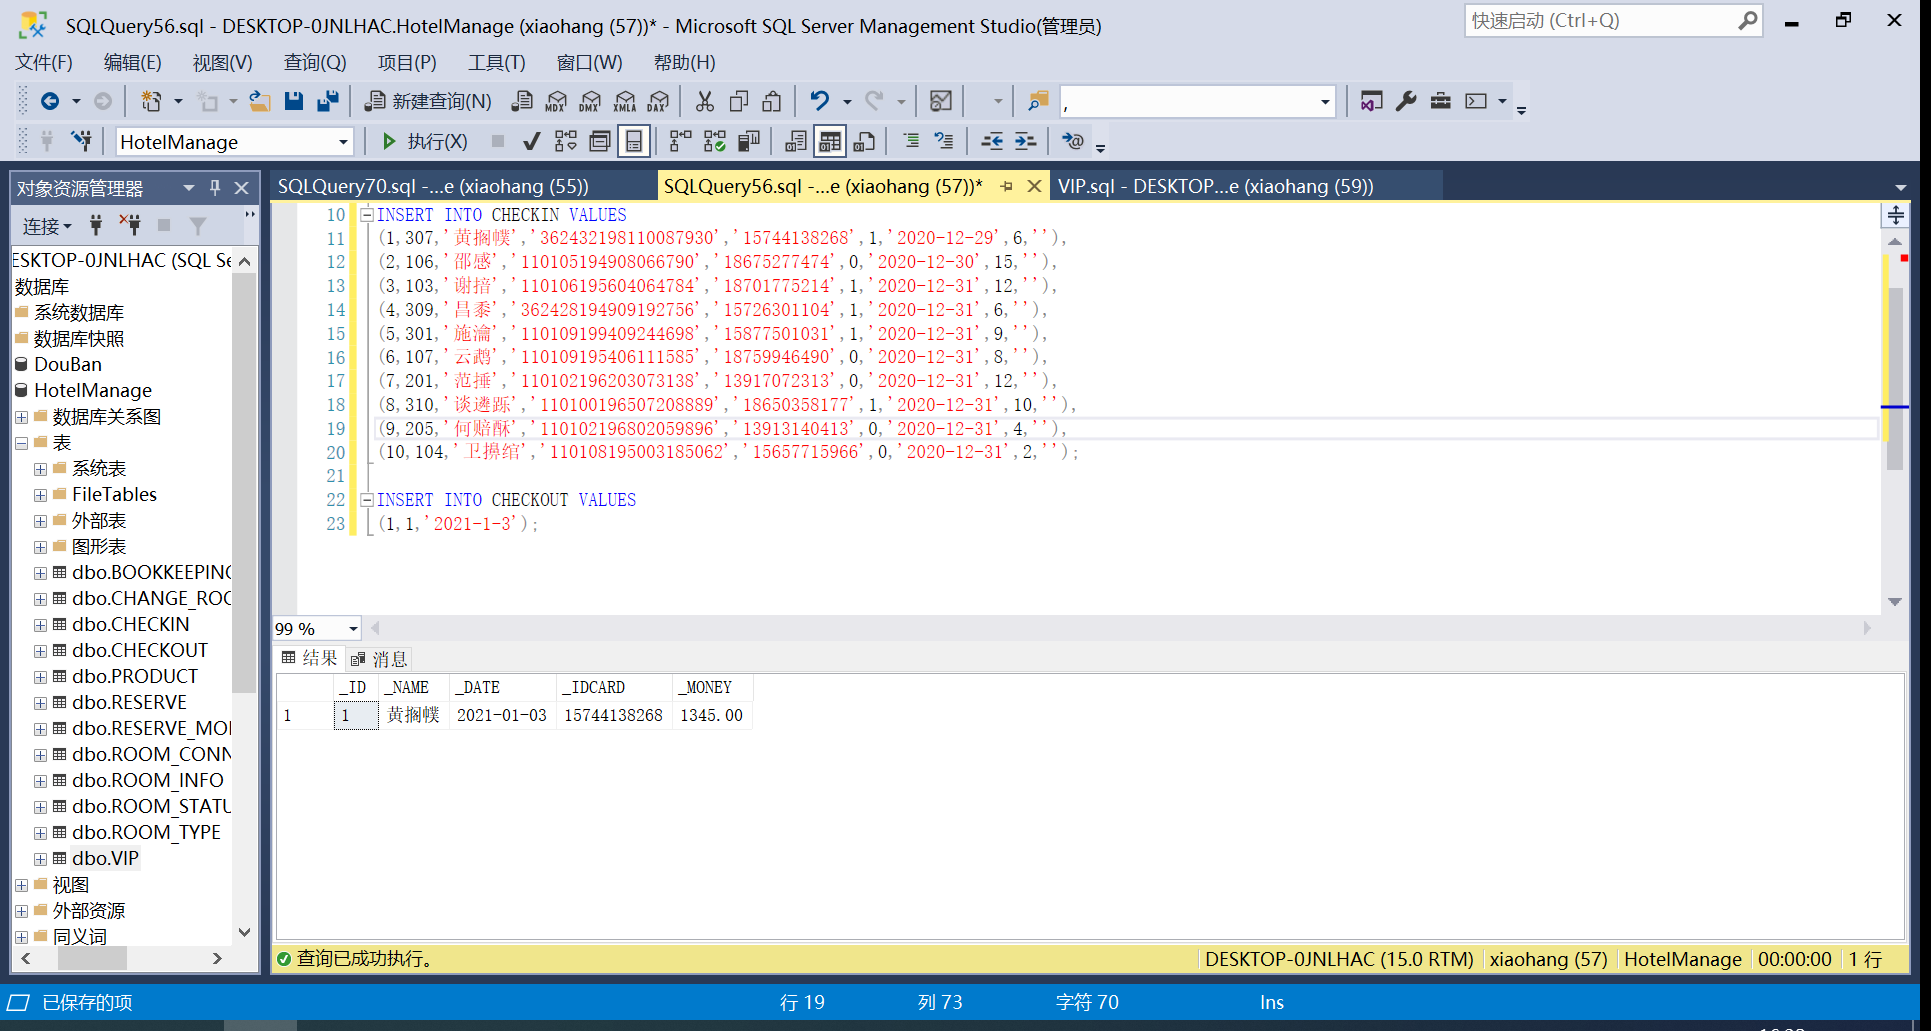 SQLQuery56.sql - DESKTOP-0JNLHAC.HotelManage (xiaohang (57))* - Microsoft SQL Server Management Studio(管理员)
快速启动 (Ctrl+Q)
文件(F) 编辑(E) 视图(V) 查询(Q) 项目(P) 工具(T) 窗口(W) 帮助(H)
新建查询(N) MDX DMX XMLA DAX ,
HotelManage 执行(X)
对象资源管理器
连接
ESKTOP-0JNLHAC (SQL Se
数据库
系统数据库
数据库快照
DouBan
HotelManage
数据库关系图
表
系统表
FileTables
外部表
图形表
dbo.BOOKKEEPING
dbo.CHANGE_ROO
dbo.CHECKIN
dbo.CHECKOUT
dbo.PRODUCT
dbo.RESERVE
dbo.RESERVE_MOI
dbo.ROOM_CONN
dbo.ROOM_INFO
dbo.ROOM_STATU
dbo.ROOM_TYPE
dbo.VIP
视图
外部资源
同义词
SQLQuery70.sql -...e (xiaohang (55)) SQLQuery56.sql -...e (xiaohang (57))* VIP.sql - DESKTOP...e (xiaohang (59))
10 INSERT INTO CHECKIN VALUES
11 (1,307,'黄搁幞','362432198110087930','15744138268',1,'2020-12-29',6,''),
12 (2,106,'邵感','110105194908066790','18675277474',0,'2020-12-30',15,''),
13 (3,103,'谢掊','110106195604064784','18701775214',1,'2020-12-31',12,''),
14 (4,309,'昌黍','362428194909192756','15726301104',1,'2020-12-31',6,''),
15 (5,301,'施瀹','110109199409244698','15877501031',1,'2020-12-31',9,''),
16 (6,107,'云鹉','110109195406111585','18759946490',0,'2020-12-31',8,''),
17 (7,201,'范捶','110102196203073138','13917072313',0,'2020-12-31',12,''),
18 (8,310,'谈遴跞','110100196507208889','18650358177',1,'2020-12-31',10,''),
19 (9,205,'何赔酥','110102196802059896','13913140413',0,'2020-12-31',4,''),
20 (10,104,'卫擤绾','110108195003185062','15657715966',0,'2020-12-31',2,'');
21
22 INSERT INTO CHECKOUT VALUES
23 (1,1,'2021-1-3');
99 %
结果 消息
_ID _NAME _DATE _IDCARD _MONEY
1 1 黄搁幞 2021-01-03 15744138268 1345.00
查询已成功执行。 DESKTOP-0JNLHAC (15.0 RTM) xiaohang (57) HotelManage 00:00:00 1 行
已保存的项 行 19 列 73 字符 70 Ins